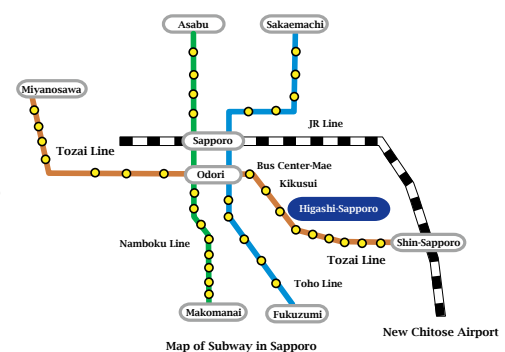 Asabu
Sakaemachi
Miyanosawa
JR Line
Sapporo
Tozai Line
Bus Center-Mae
Odori
Kikusui
Higashi-Sapporo
Namboku Line
Shin-Sapporo
Tozai Line
Toho Line
Makomanai
Fukuzumi
New Chitose Airport
Map of Subway in Sapporo